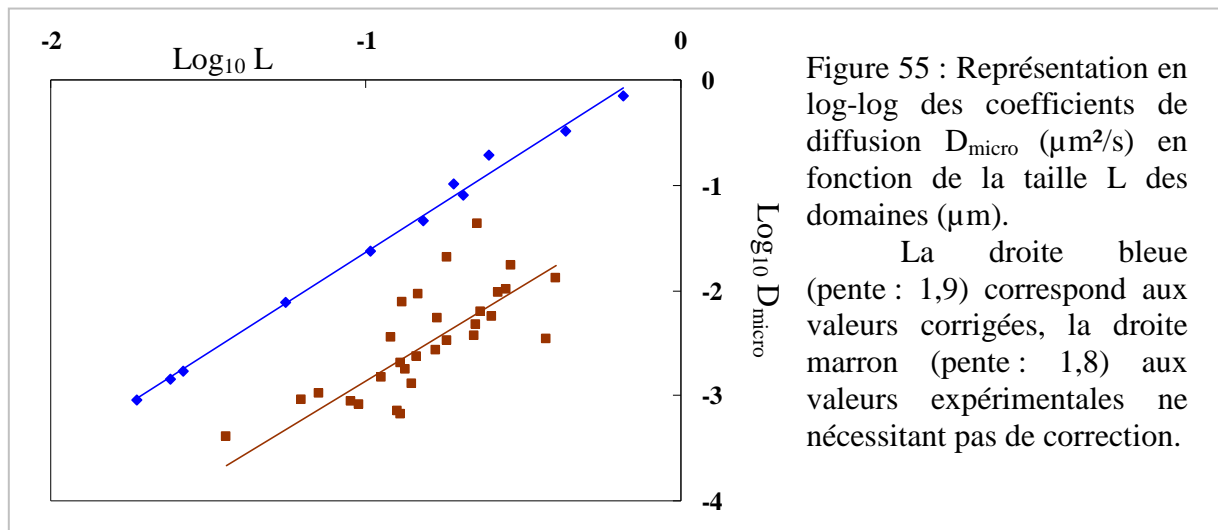 -2 -1 0
Log₁₀ L
0
-1
-2
-3
-4
Log₁₀ Dmicro
Figure 55 : Représentation en
log-log des coefficients de
diffusion Dmicro (µm²/s) en
fonction de la taille L des
domaines (µm).
La droite bleue
(pente : 1,9) correspond aux
valeurs corrigées, la droite
marron (pente : 1,8) aux
valeurs expérimentales ne
nécessitant pas de correction.